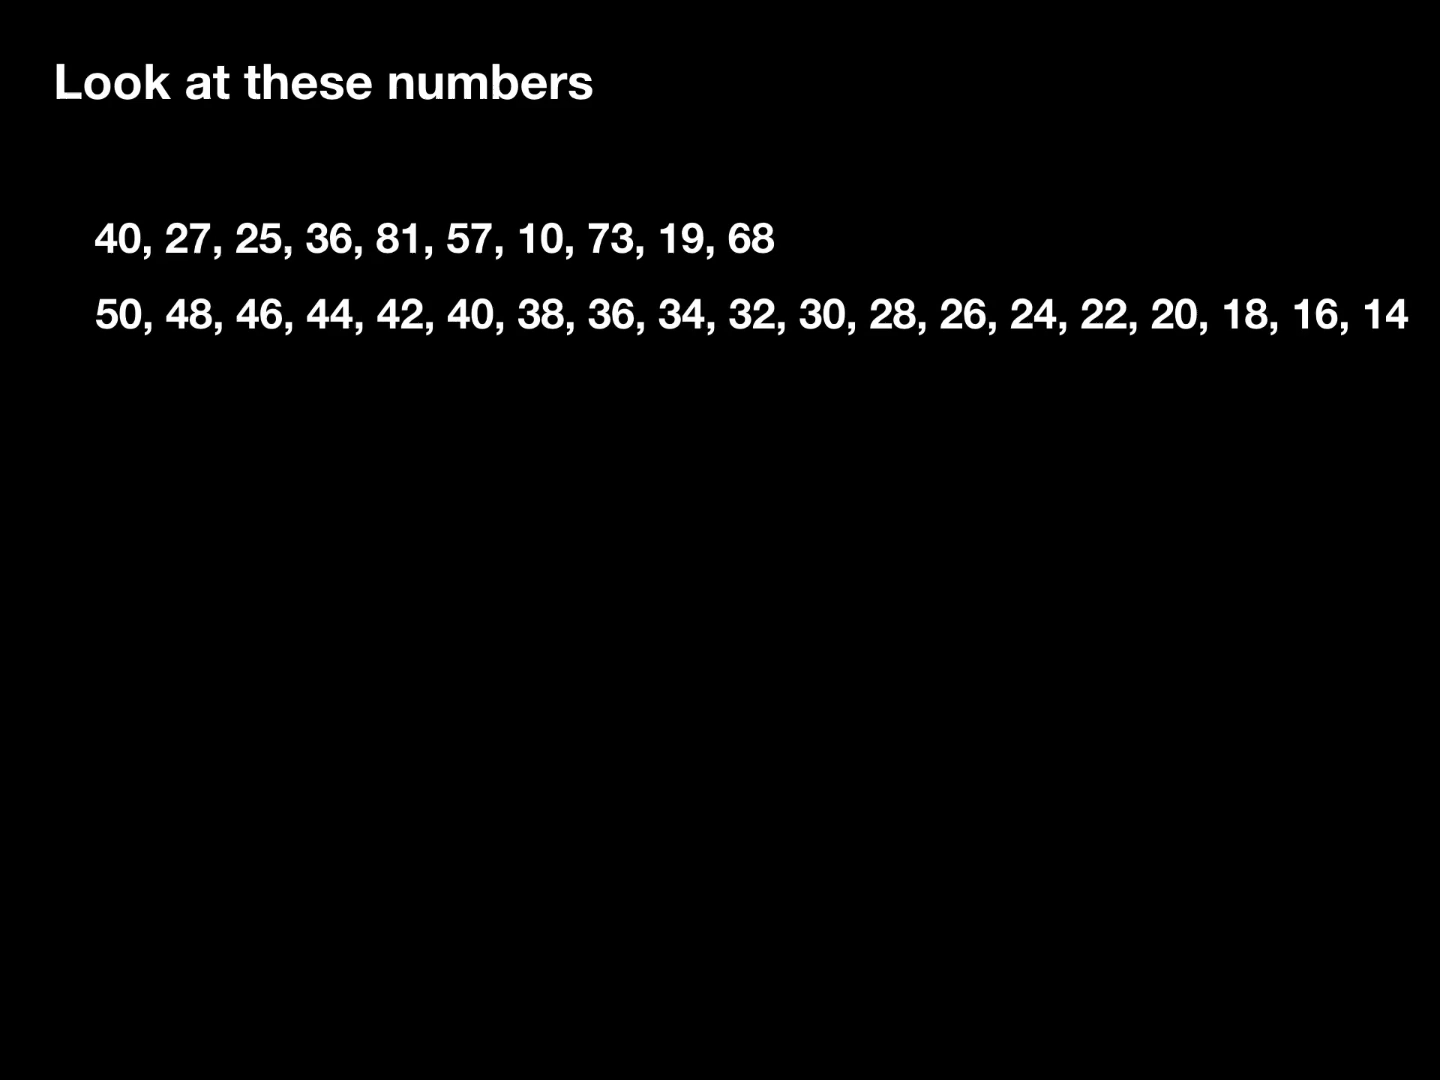 Look at these numbers
40, 27, 25, 36, 81, 57, 10, 73, 19, 68
50, 48, 46, 44, 42, 40, 38, 36, 34, 32, 30, 28, 26, 24, 22, 20, 18, 16, 14